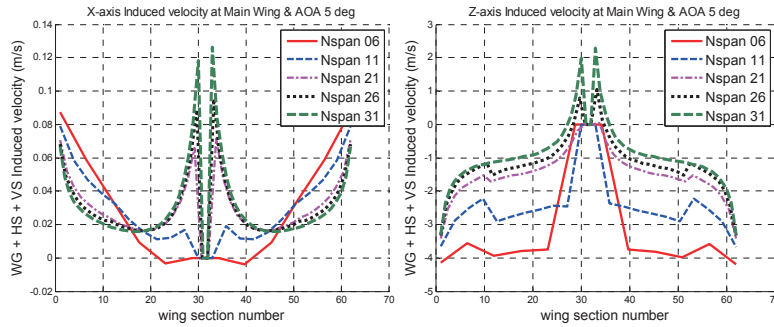 X-axis Induced velocity at Main Wing & AOA 5 deg
WG + HS + VS Induced velocity (m/s)
0.14
0.12
0.1
0.08
0.06
0.04
0.02
0
-0.02
0 10 20 30 40 50 60 70
wing section number
Nspan 06
Nspan 11
Nspan 21
Nspan 26
Nspan 31
Z-axis Induced velocity at Main Wing & AOA 5 deg
WG + HS + VS Induced velocity (m/s)
2
1
0
-1
-2
-3
-4
-5
0 10 20 30 40 50 60 70
wing section number
Nspan 06
Nspan 11
Nspan 21
Nspan 26
Nspan 31